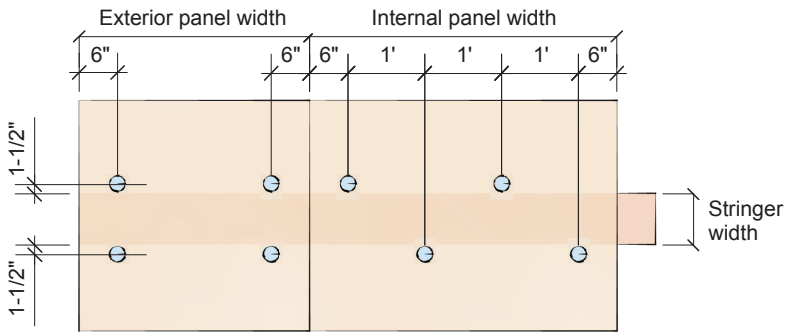 Exterior panel width
Internal panel width
6"
6"
6"
1'
1'
1'
6"
1-1/2"
1-1/2"
Stringer
width